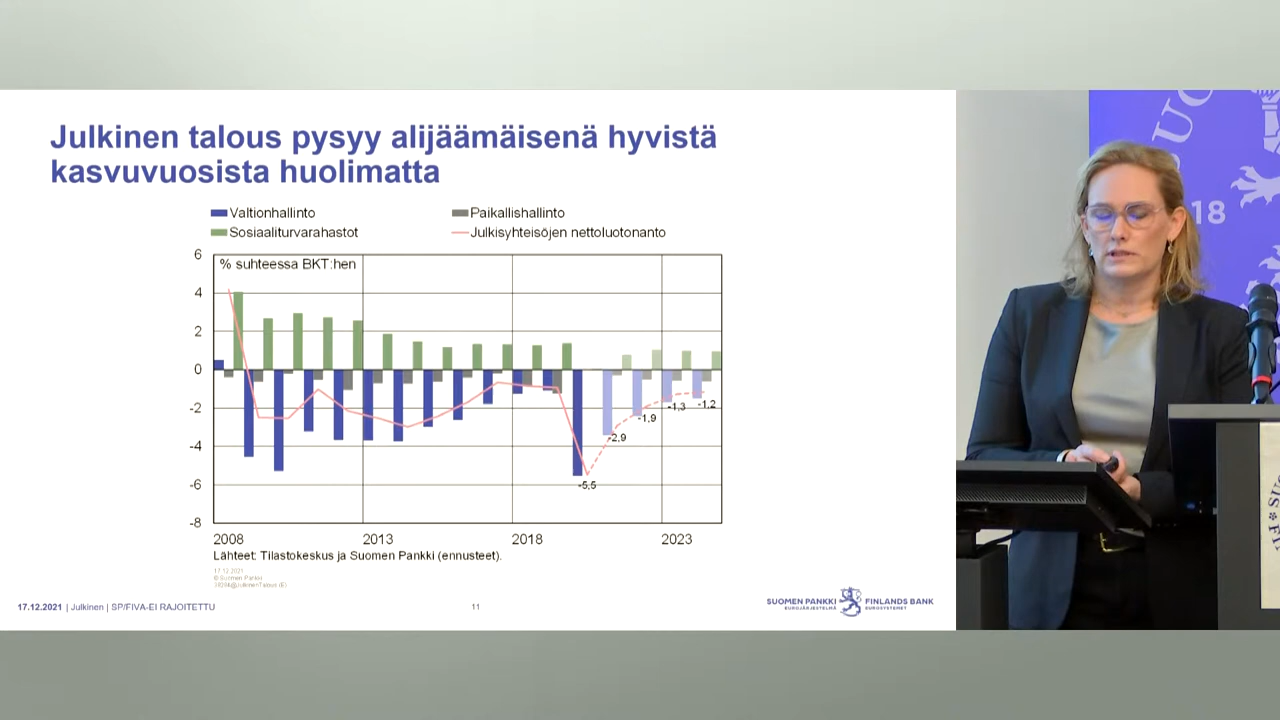 Julkinen talous pysyy alijäämäisenä hyvistä
kasvuvuosista huolimatta
Valtionhallinto
Paikallishallinto
Sosiaaliturvarahastot
Julkisyhteisöjen nettoluotonanto
% suhteessa BKT:hen
6
4
2
0
-2
-4
-6
-8
-5,5
-2,9
-1,9
-1,3
-1,2
2008
2013
2018
2023
Lähteet: Tilastokeskus ja Suomen Pankki (ennusteet).
17.12.2021
© Suomen Pankki
17.12.2021 | Julkinen | SP/FIVA-EI RAJOITETTU
11
SUOMEN PANKKI
EUROJÄRJESTELMÄ
FINLANDS BANK
EUROSYSTEMET
SUO
18